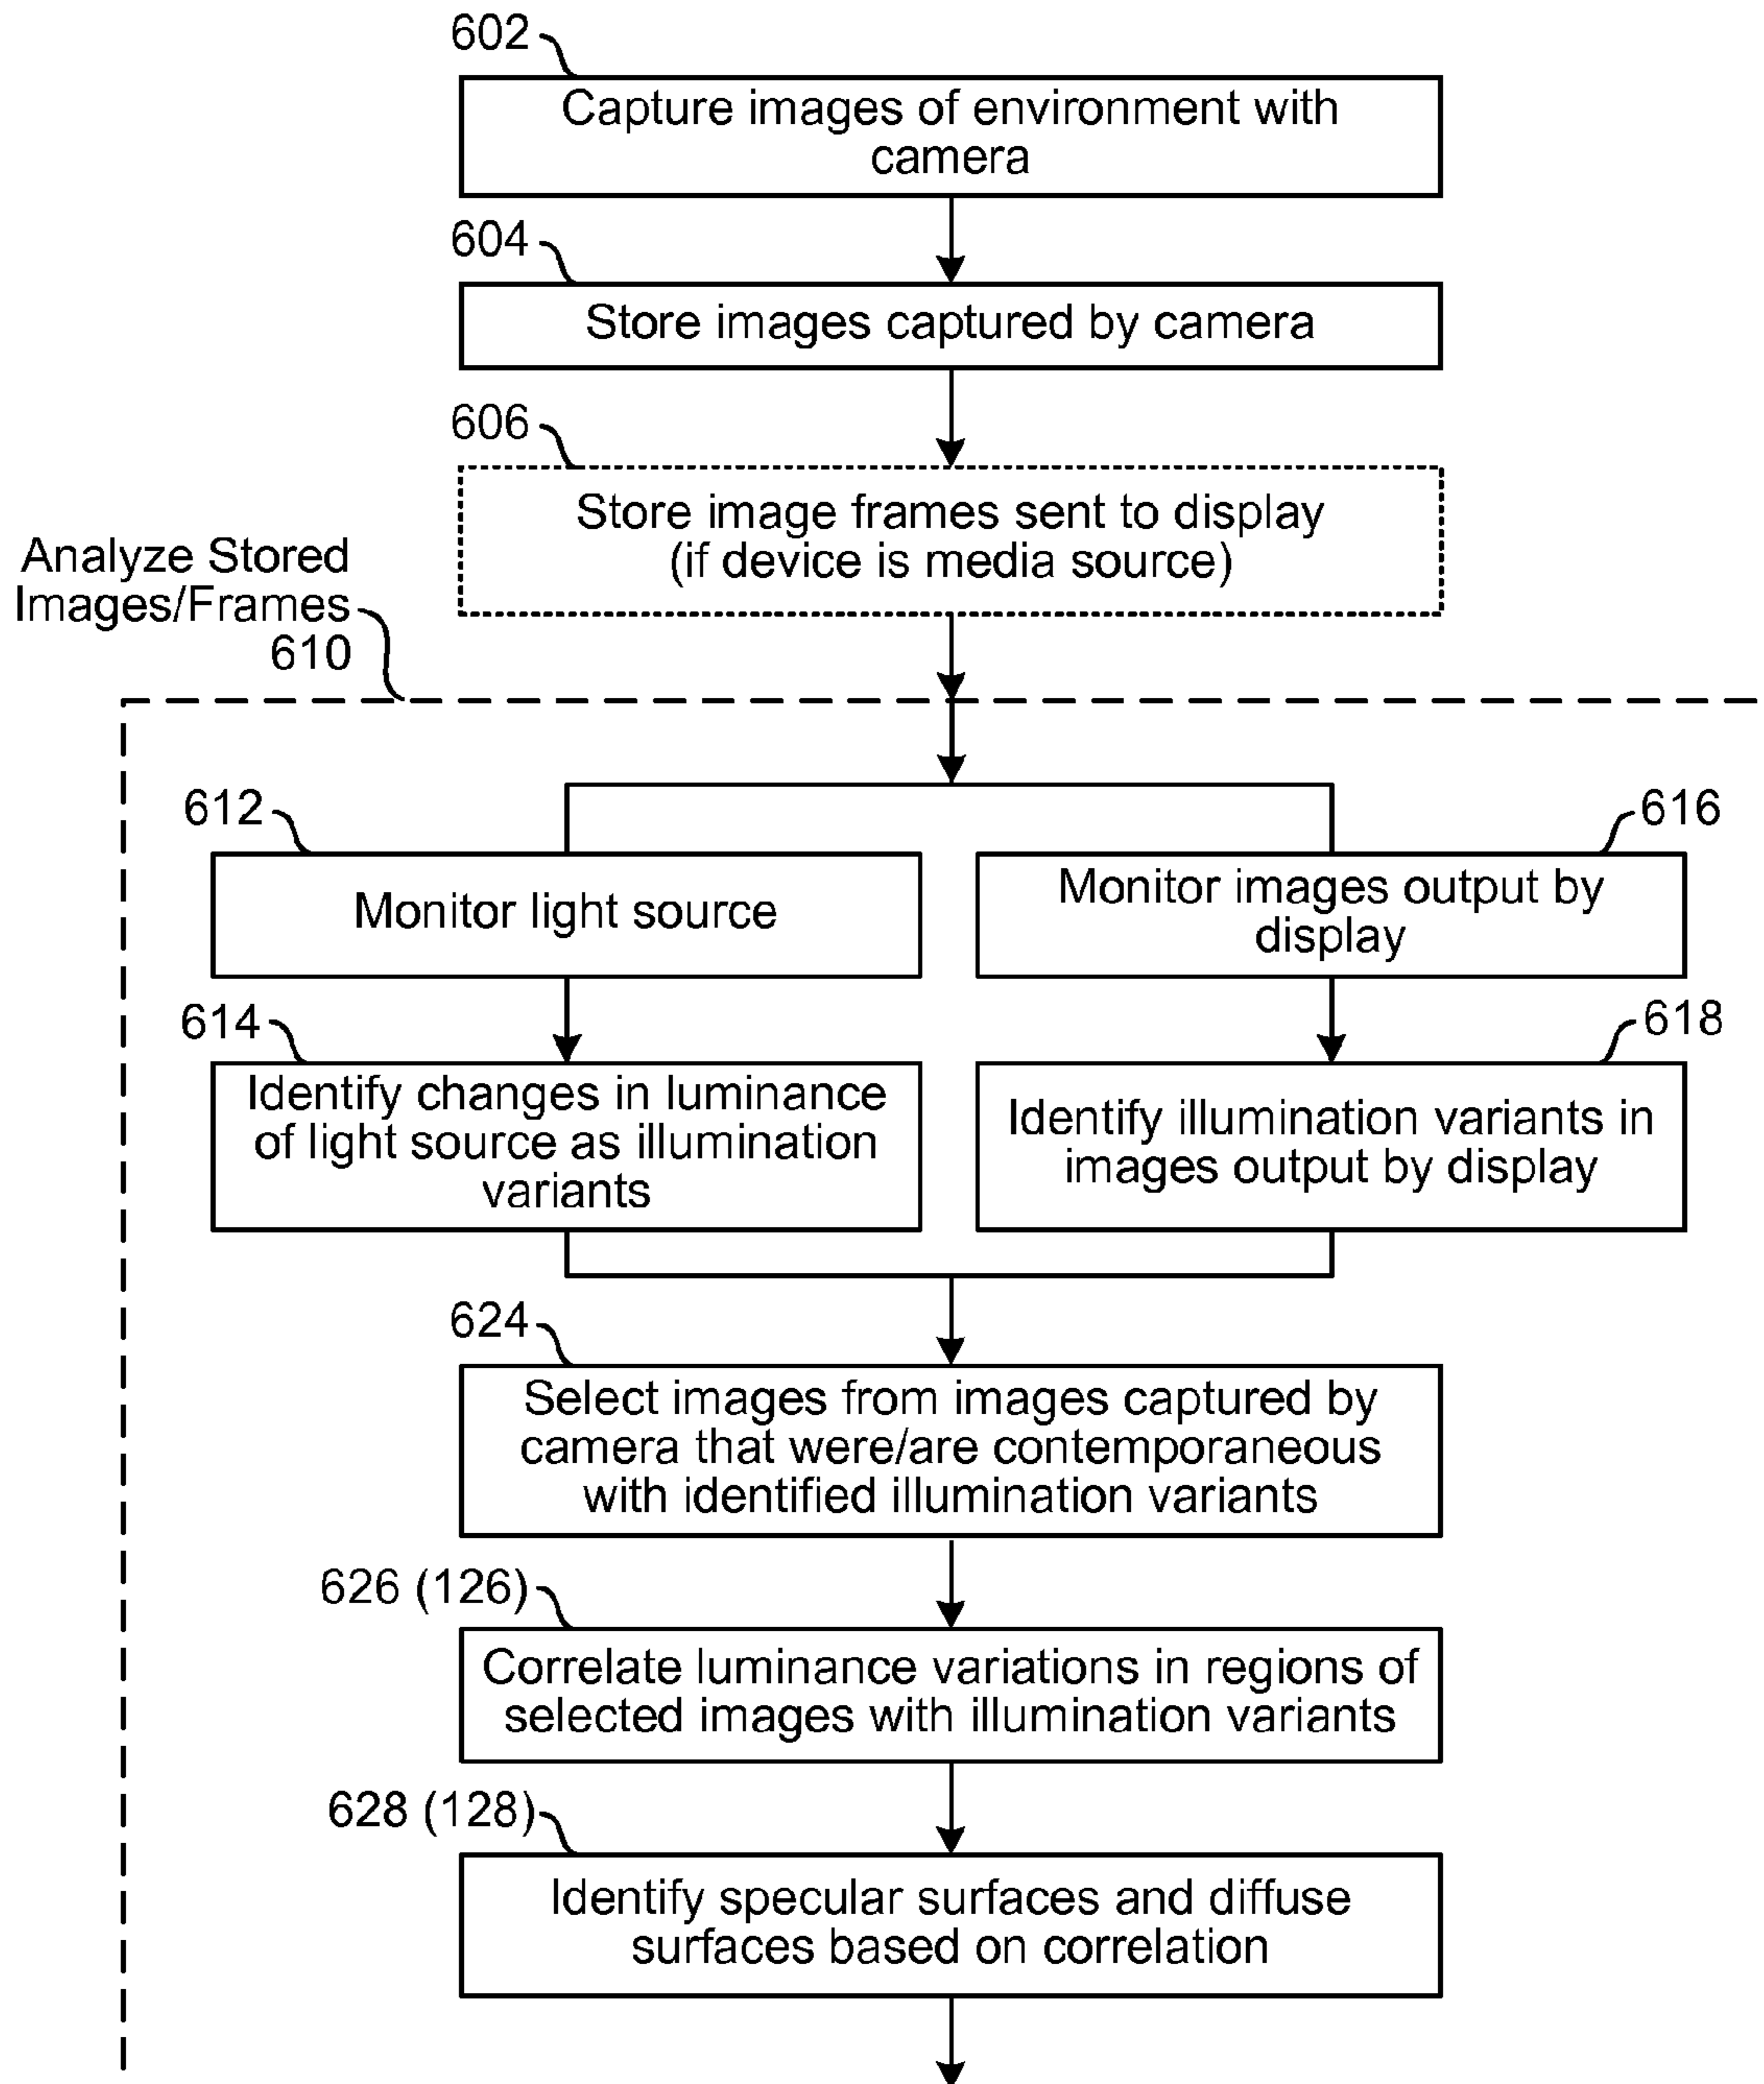 602
Capture images of environment with
camera
604
Store images captured by camera
606
Store image frames sent to display
(if device is media source)
Analyze Stored
Images/Frames
610
612
Monitor light source
616
Monitor images output by
display
614
Identify changes in luminance
of light source as illumination
variants
618
Identify illumination variants in
images output by display
624
Select images from images captured by
camera that were/are contemporaneous
with identified illumination variants
626 (126)
Correlate luminance variations in regions of
selected images with illumination variants
628 (128)
Identify specular surfaces and diffuse
surfaces based on correlation